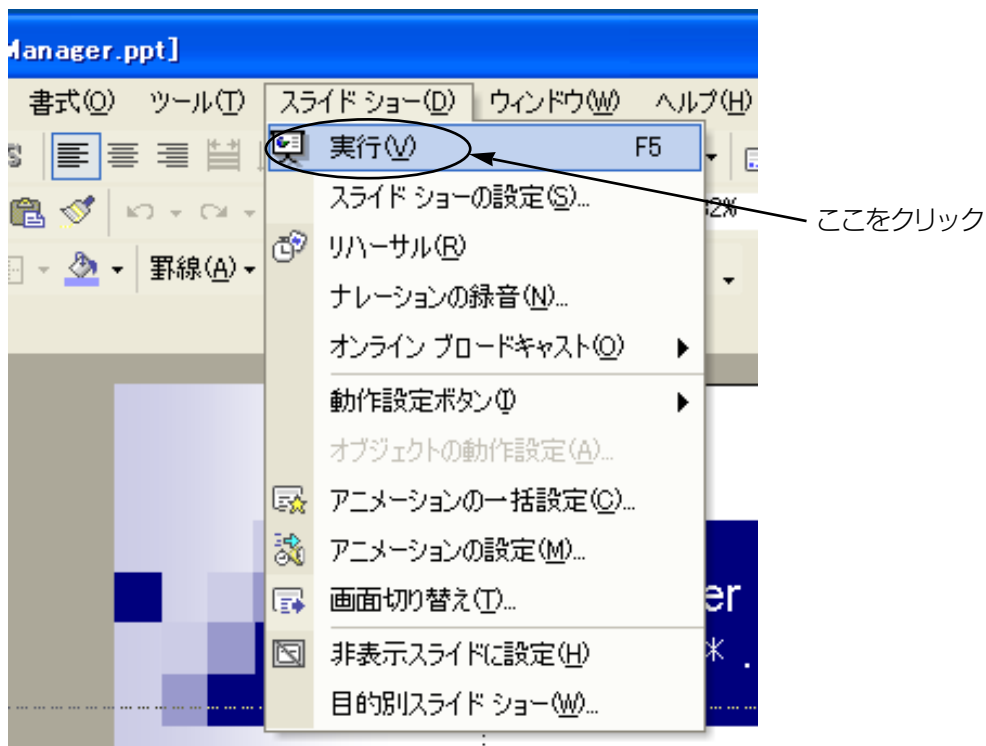 Manager.ppt]
書式(O) ツール(T) スライド ショー(D) ウィンドウ(W) ヘルプ(H)
実行(V) F5
スライド ショーの設定(S)...
2%
ここをクリック
リハーサル(R)
罫線(A)
ナレーションの録音(N)...
オンライン ブロードキャスト(O)
動作設定ボタン(I)
オブジェクトの動作設定(A)...
アニメーションの一括設定(C)...
アニメーションの設定(M)...
画面切り替え(T)...
er
非表示スライドに設定(H)
* .
目的別スライド ショー(W)...